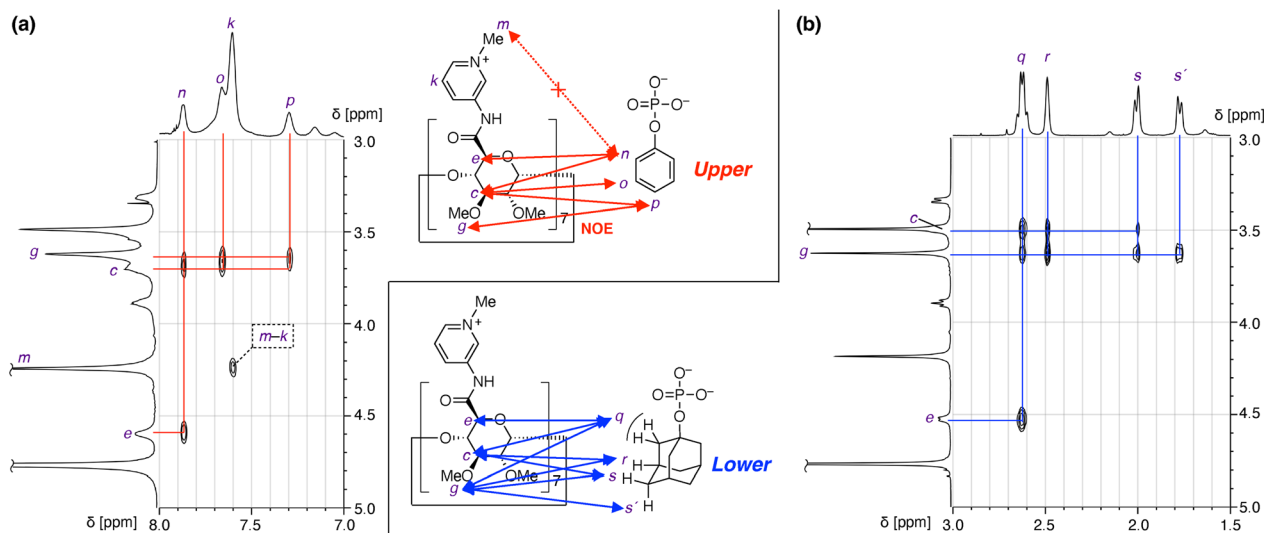 (a)
k
n
o
p
δ [ppm]
3.0
3.5
4.0
4.5
5.0
g
c
m
e
m–k
δ [ppm]
8.0
7.5
7.0
m
Me
N+
k
NH
O
e
O
O
c
MeO
OMe
7
g
NOE
O−
O
P
O−
O
n
o
p
Upper
Me
N+
NH
O
e
O
O
c
MeO
OMe
7
g
O−
O
P
O−
O
q
H
H
r
H
s
H
s´
H
Lower
(b)
q
r
s
s´
δ [ppm]
3.0
3.5
4.0
4.5
5.0
c
g
e
δ [ppm]
3.0
2.5
2.0
1.5